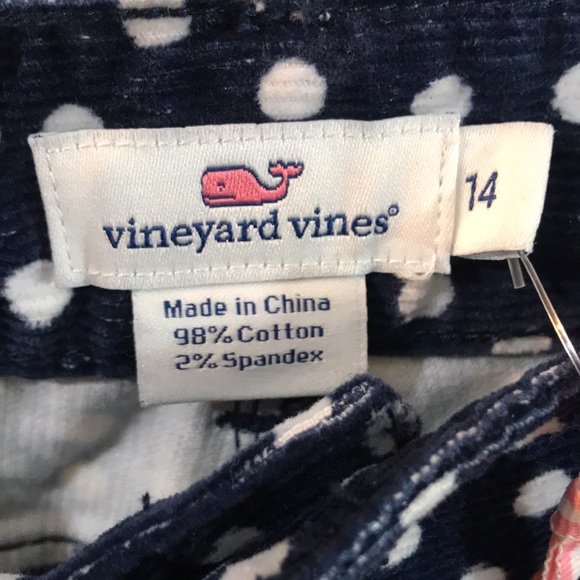 vineyard vines®
14
Made in China
98% Cotton
2% Spandex